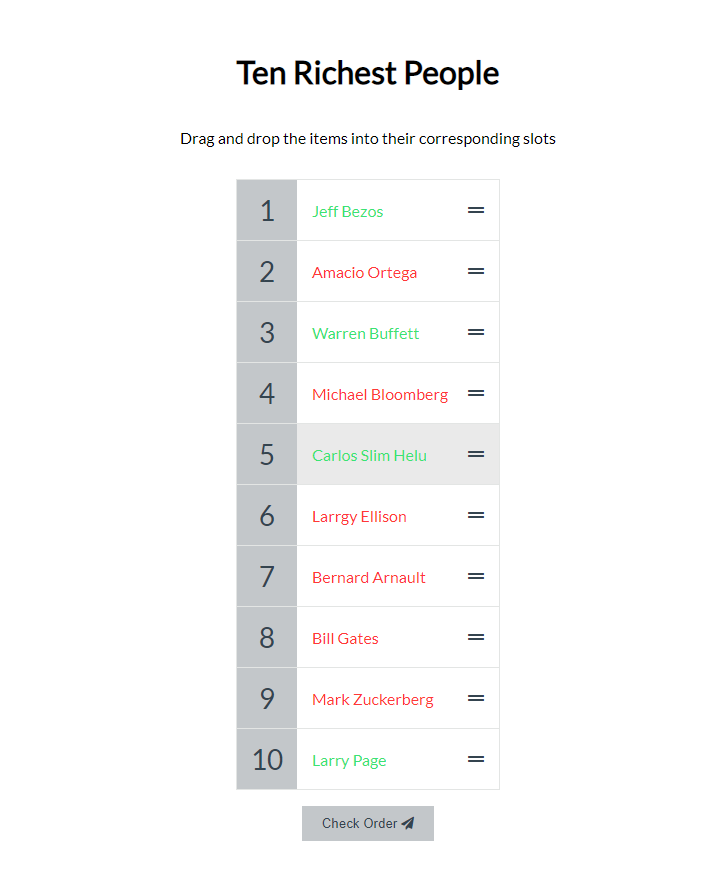 Ten Richest People
Drag and drop the items into their corresponding slots
1 Jeff Bezos
2 Amacio Ortega
3 Warren Buffett
4 Michael Bloomberg
5 Carlos Slim Helu
6 Larrgy Ellison
7 Bernard Arnault
8 Bill Gates
9 Mark Zuckerberg
10 Larry Page
Check Order